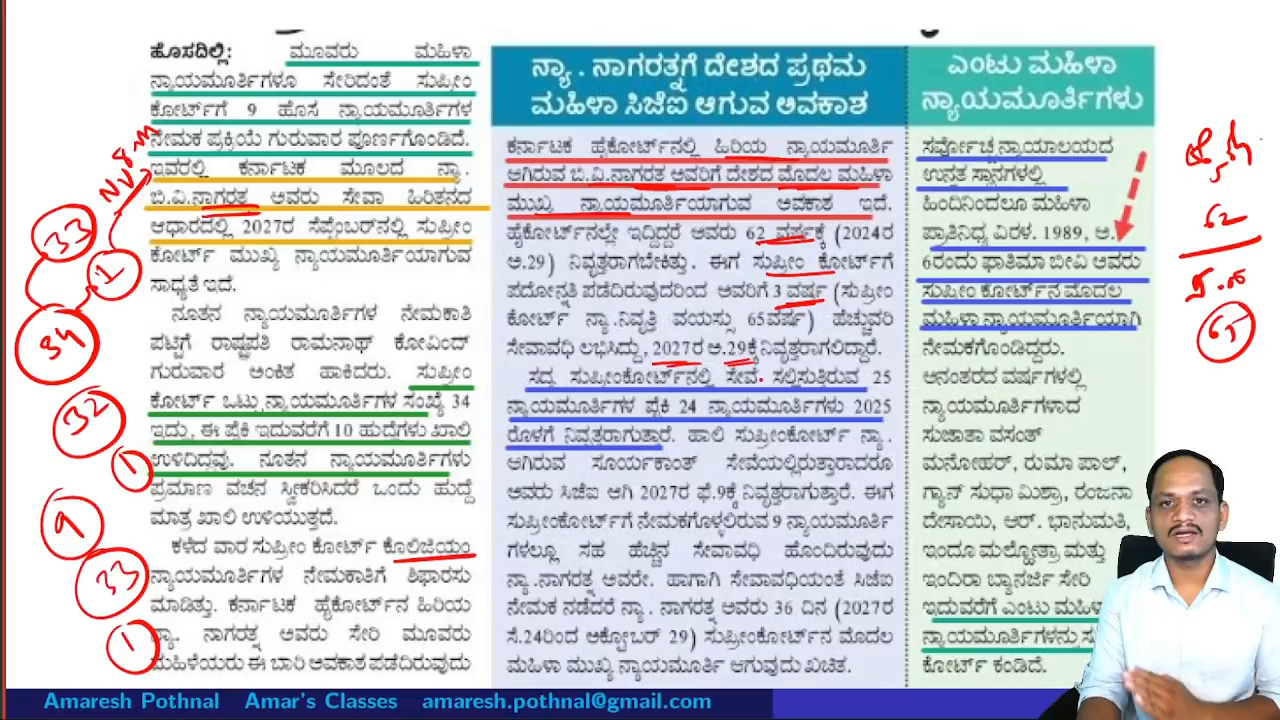 ಹೊಸದಿಲ್ಲಿ: ಮೂವರು ಮಹಿಳಾ
ನ್ಯಾಯಮೂರ್ತಿಗಳೂ ಸೇರಿದಂತೆ ಸುಪ್ರೀಂ
ಕೋರ್ಟ್‌ಗೆ 9 ಹೊಸ ನ್ಯಾಯಮೂರ್ತಿಗಳ
ನೇಮಕ ಪ್ರಕ್ರಿಯೆ ಗುರುವಾರ ಪೂರ್ಣಗೊಂಡಿದೆ.
ಇವರಲ್ಲಿ ಕರ್ನಾಟಕ ಮೂಲದ ನ್ಯಾ.
ಬಿ.ವಿ.ನಾಗರತ್ನ ಅವರು ಸೇವಾ ಹಿರಿತನದ
ಆಧಾರದಲ್ಲಿ 2027ರ ಸೆಪ್ಟೆಂಬರ್‌ನಲ್ಲಿ ಸುಪ್ರೀಂ
ಕೋರ್ಟ್ ಮುಖ್ಯ ನ್ಯಾಯಮೂರ್ತಿಯಾಗುವ
ಸಾಧ್ಯತೆ ಇದೆ.
ನೂತನ ನ್ಯಾಯಮೂರ್ತಿಗಳ ನೇಮಕಾತಿ
ಪಟ್ಟಿಗೆ ರಾಷ್ಟ್ರಪತಿ ರಾಮನಾಥ್ ಕೋವಿಂದ್
ಗುರುವಾರ ಅಂಕಿತ ಹಾಕಿದರು. ಸುಪ್ರೀಂ
ಕೋರ್ಟ್ ಒಟ್ಟು ನ್ಯಾಯಮೂರ್ತಿಗಳ ಸಂಖ್ಯೆ 34
ಇದ್ದು, ಈ ಪೈಕಿ ಇದುವರೆಗೆ 10 ಹುದ್ದೆಗಳು ಖಾಲಿ
ಉಳಿದಿದ್ದವು. ನೂತನ ನ್ಯಾಯಮೂರ್ತಿಗಳು
ಪ್ರಮಾಣ ವಚನ ಸ್ವೀಕರಿಸಿದರೆ ಒಂದು ಹುದ್ದೆ
ಮಾತ್ರ ಖಾಲಿ ಉಳಿಯುತ್ತದೆ.
ಕಳೆದ ವಾರ ಸುಪ್ರೀಂ ಕೋರ್ಟ್ ಕೊಲಿಜಿಯಂ
ನ್ಯಾಯಮೂರ್ತಿಗಳ ನೇಮಕಾತಿಗೆ ಶಿಫಾರಸು
ಮಾಡಿತ್ತು. ಕರ್ನಾಟಕ ಹೈಕೋರ್ಟ್‌ನ ಹಿರಿಯ
ನ್ಯಾ. ನಾಗರತ್ನ ಅವರು ಸೇರಿ ಮೂವರು
ಮಹಿಳೆಯರು ಈ ಬಾರಿ ಅವಕಾಶ ಪಡೆದಿರುವುದು
33
1
34
32
1
9
33
1
ನ್ಯಾ. ನಾಗರತ್ನಗೆ ದೇಶದ ಪ್ರಥಮ
ಮಹಿಳಾ ಸಿಜೆಐ ಆಗುವ ಅವಕಾಶ
ಕರ್ನಾಟಕ ಹೈಕೋರ್ಟ್‌ನಲ್ಲಿ ಹಿರಿಯ ನ್ಯಾಯಮೂರ್ತಿ
ಆಗಿರುವ ಬಿ.ವಿ.ನಾಗರತ್ನ ಅವರಿಗೆ ದೇಶದ ಮೊದಲ ಮಹಿಳಾ
ಮುಖ್ಯ ನ್ಯಾಯಮೂರ್ತಿಯಾಗುವ ಅವಕಾಶ ಇದೆ.
ಹೈಕೋರ್ಟ್‌ನಲ್ಲೇ ಇದ್ದಿದ್ದರೆ ಅವರು 62 ವರ್ಷಕ್ಕೆ (2024ರ
ಅ.29) ನಿವೃತ್ತರಾಗಬೇಕಿತ್ತು. ಈಗ ಸುಪ್ರೀಂ ಕೋರ್ಟ್‌ಗೆ
ಪದೋನ್ನತಿ ಪಡೆದಿರುವುದರಿಂದ ಅವರಿಗೆ 3 ವರ್ಷ (ಸುಪ್ರೀಂ
ಕೋರ್ಟ್ ನ್ಯಾ.ನಿವೃತ್ತಿ ವಯಸ್ಸು 65ವರ್ಷ) ಹೆಚ್ಚುವರಿ
ಸೇವಾವಧಿ ಲಭಿಸಿದ್ದು, 2027ರ ಅ.29ಕ್ಕೆ ನಿವೃತ್ತರಾಗಲಿದ್ದಾರೆ.
ಸದ್ಯ ಸುಪ್ರೀಂಕೋರ್ಟ್‌ನಲ್ಲಿ ಸೇವೆ ಸಲ್ಲಿಸುತ್ತಿರುವ 25
ನ್ಯಾಯಮೂರ್ತಿಗಳ ಪೈಕಿ 24 ನ್ಯಾಯಮೂರ್ತಿಗಳು 2025
ರೊಳಗೆ ನಿವೃತ್ತರಾಗುತ್ತಾರೆ. ಹಾಲಿ ಸುಪ್ರೀಂಕೋರ್ಟ್ ನ್ಯಾ.
ಆಗಿರುವ ಸೂರ್ಯಕಾಂತ್ ಸೇವೆಯಲ್ಲಿರುತ್ತಾರಾದರೂ
ಅವರು ಸಿಜೆಐ ಆಗಿ 2027ರ ಫೆ.9ಕ್ಕೆ ನಿವೃತ್ತರಾಗುತ್ತಾರೆ. ಈಗ
ಸುಪ್ರೀಂಕೋರ್ಟ್‌ಗೆ ನೇಮಕಗೊಳ್ಳಲಿರುವ 9 ನ್ಯಾಯಮೂರ್ತಿ
ಗಳಲ್ಲೂ ಸಹ ಹೆಚ್ಚಿನ ಸೇವಾವಧಿ ಹೊಂದಿರುವುದು
ನ್ಯಾ.ನಾಗರತ್ನ ಅವರೇ. ಹಾಗಾಗಿ ಸೇವಾವಧಿಯಂತೆ ಸಿಜೆಐ
ನೇಮಕ ನಡೆದರೆ ನ್ಯಾ. ನಾಗರತ್ನ ಅವರು 36 ದಿನ (2027ರ
ಸೆ.24ರಿಂದ ಅಕ್ಟೋಬರ್ 29) ಸುಪ್ರೀಂಕೋರ್ಟ್‌ನ ಮೊದಲ
ಮಹಿಳಾ ಮುಖ್ಯ ನ್ಯಾಯಮೂರ್ತಿ ಆಗುವುದು ಖಚಿತ.
ಎಂಟು ಮಹಿಳಾ
ನ್ಯಾಯಮೂರ್ತಿಗಳು
ಸರ್ವೋಚ್ಚ ನ್ಯಾಯಾಲಯದ
ಉನ್ನತ ಸ್ಥಾನಗಳಲ್ಲಿ
ಹಿಂದಿನಿಂದಲೂ ಮಹಿಳಾ
ಪ್ರಾತಿನಿಧ್ಯ ವಿರಳ. 1989, ಅ.
6ರಂದು ಫಾತಿಮಾ ಬೀವಿ ಅವರು
ಸುಪ್ರೀಂ ಕೋರ್ಟ್‌ನ ಮೊದಲ
ಮಹಿಳಾ ನ್ಯಾಯಮೂರ್ತಿಯಾಗಿ
ನೇಮಕಗೊಂಡಿದ್ದರು.
ಅನಂತರದ ವರ್ಷಗಳಲ್ಲಿ
ನ್ಯಾಯಮೂರ್ತಿಗಳಾದ
ಸುಜಾತಾ ವಸಂತ್
ಮನೋಹರ್, ರುಮಾ ಪಾಲ್,
ಗ್ಯಾನ್ ಸುಧಾ ಮಿಶ್ರಾ, ರಂಜನಾ
ದೇಸಾಯಿ, ಆರ್. ಭಾನುಮತಿ,
ಇಂದೂ ಮಲ್ಹೋತ್ರಾ ಮತ್ತು
ಇಂದಿರಾ ಬ್ಯಾನರ್ಜಿ ಸೇರಿ
ಇದುವರೆಗೆ ಎಂಟು ಮಹಿಳಾ
ನ್ಯಾಯಮೂರ್ತಿಗಳನ್ನು
ಕೋರ್ಟ್ ಕಂಡಿದೆ.
62
65
Amaresh Pothnal Amar's Classes amaresh.pothnal@gmail.com